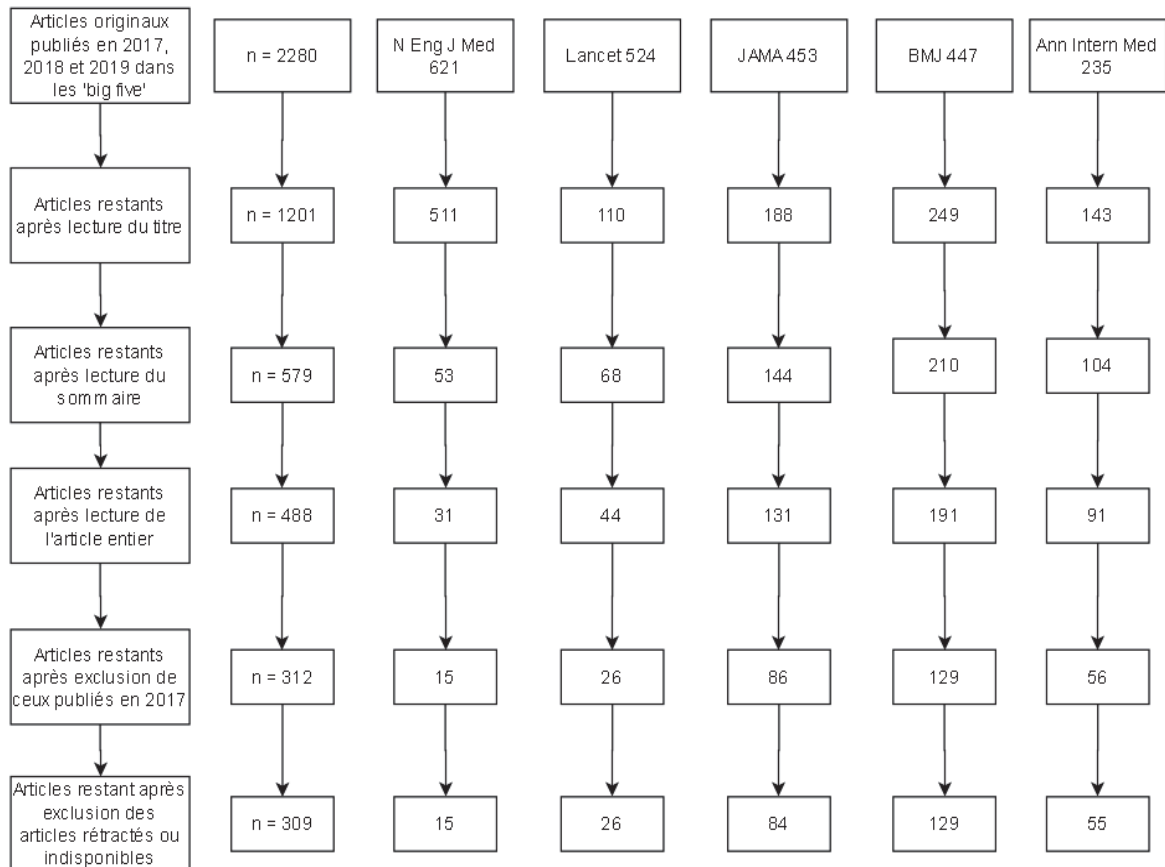 Articles originaux
publiés en 2017,
2018 et 2019 dans
les 'big five'
n = 2280
N Eng J Med
621
Lancet 524
JAMA 453
BMJ 447
Ann Intern Med
235
Articles restants
après lecture du titre
n = 1201
511
110
188
249
143
Articles restants
après lecture du
sommaire
n = 579
53
68
144
210
104
Articles restants
après lecture de
l'article entier
n = 488
31
44
131
191
91
Articles restants
après exclusion de
ceux publiés en 2017
n = 312
15
26
86
129
56
Articles restant après
exclusion des
articles rétractés ou
indisponibles
n = 309
15
26
84
129
55